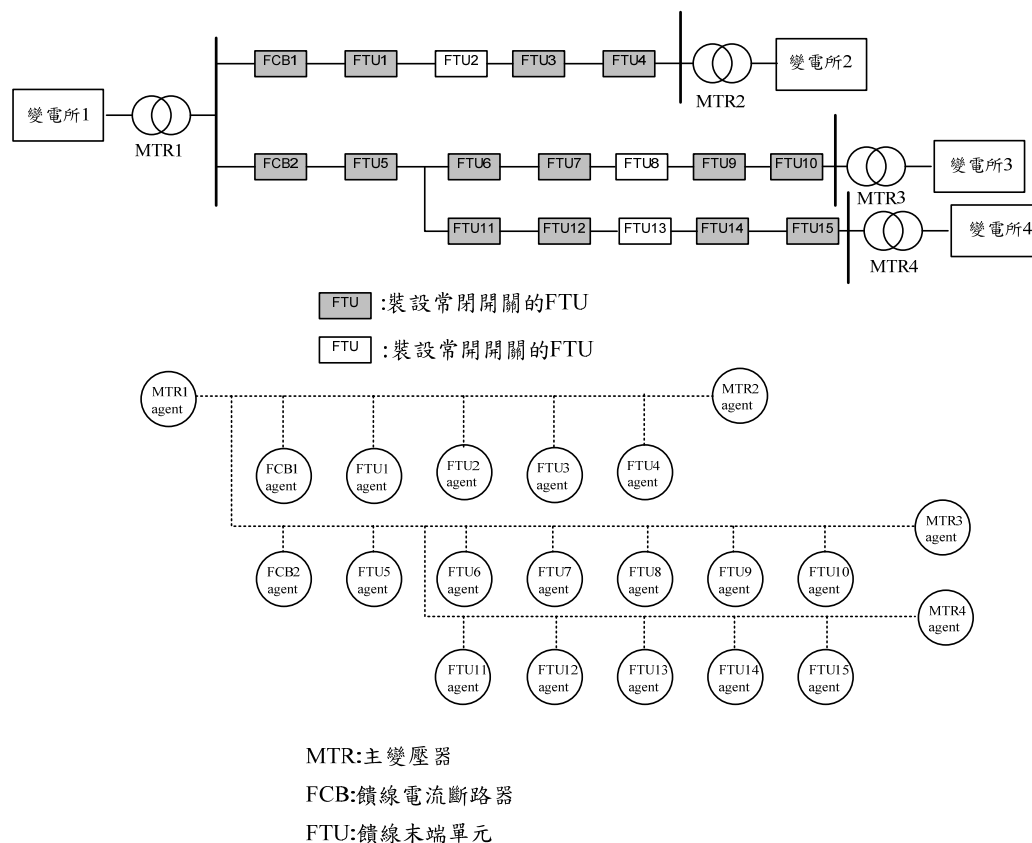 FCB1 FTU1 FTU2 FTU3 FTU4
變電所2
MTR2
變電所1
MTR1
FCB2 FTU5 FTU6 FTU7 FTU8 FTU9 FTU10
變電所3
MTR3
FTU11 FTU12 FTU13 FTU14 FTU15
變電所4
MTR4
FTU :裝設常閉開關的FTU
FTU :裝設常開開關的FTU
MTR1
agent
MTR2
agent
FCB1
agent
FTU1
agent
FTU2
agent
FTU3
agent
FTU4
agent
MTR3
agent
FCB2
agent
FTU5
agent
FTU6
agent
FTU7
agent
FTU8
agent
FTU9
agent
FTU10
agent
MTR4
agent
FTU11
agent
FTU12
agent
FTU13
agent
FTU14
agent
FTU15
agent
MTR:主變壓器
FCB:饋線電流斷路器
FTU:饋線末端單元